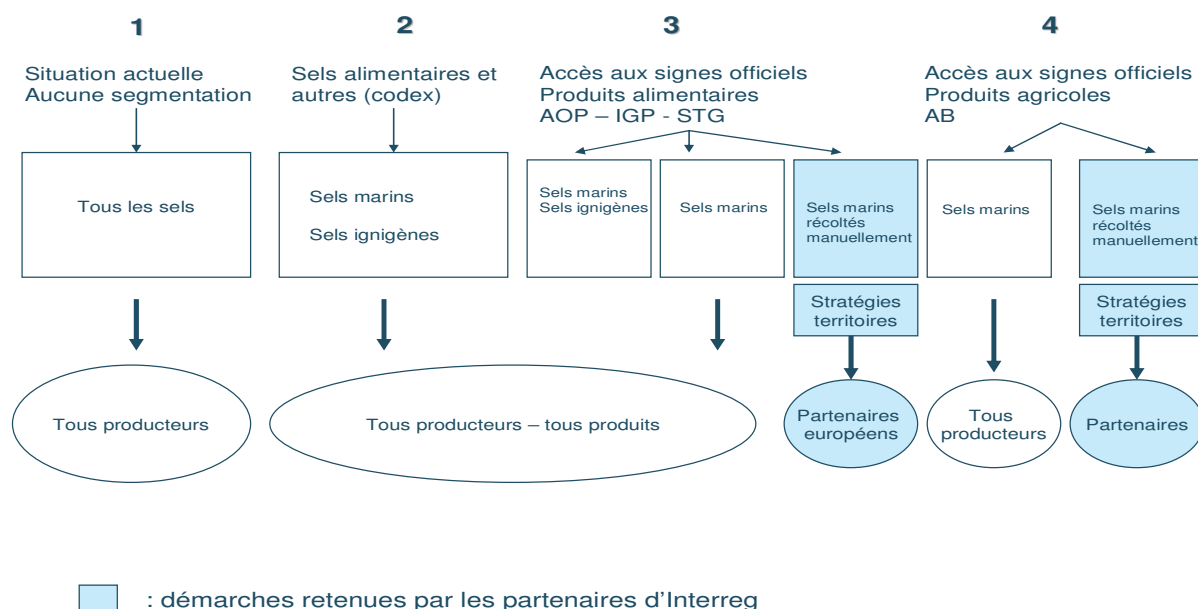 1
Situation actuelle
Aucune segmentation
Tous les sels
Tous producteurs
2
Sels alimentaires et
autres (codex)
Sels marins
Sels ignigènes
3
Accès aux signes officiels
Produits alimentaires
AOP – IGP - STG
Sels marins
Sels ignigènes
Sels marins
Sels marins
récoltés
manuellement
Stratégies
territoires
Tous producteurs – tous produits
Partenaires
européens
4
Accès aux signes officiels
Produits agricoles
AB
Sels marins
Sels marins
récoltés
manuellement
Stratégies
territoires
Tous
producteurs
Partenaires
: démarches retenues par les partenaires d'Interreg